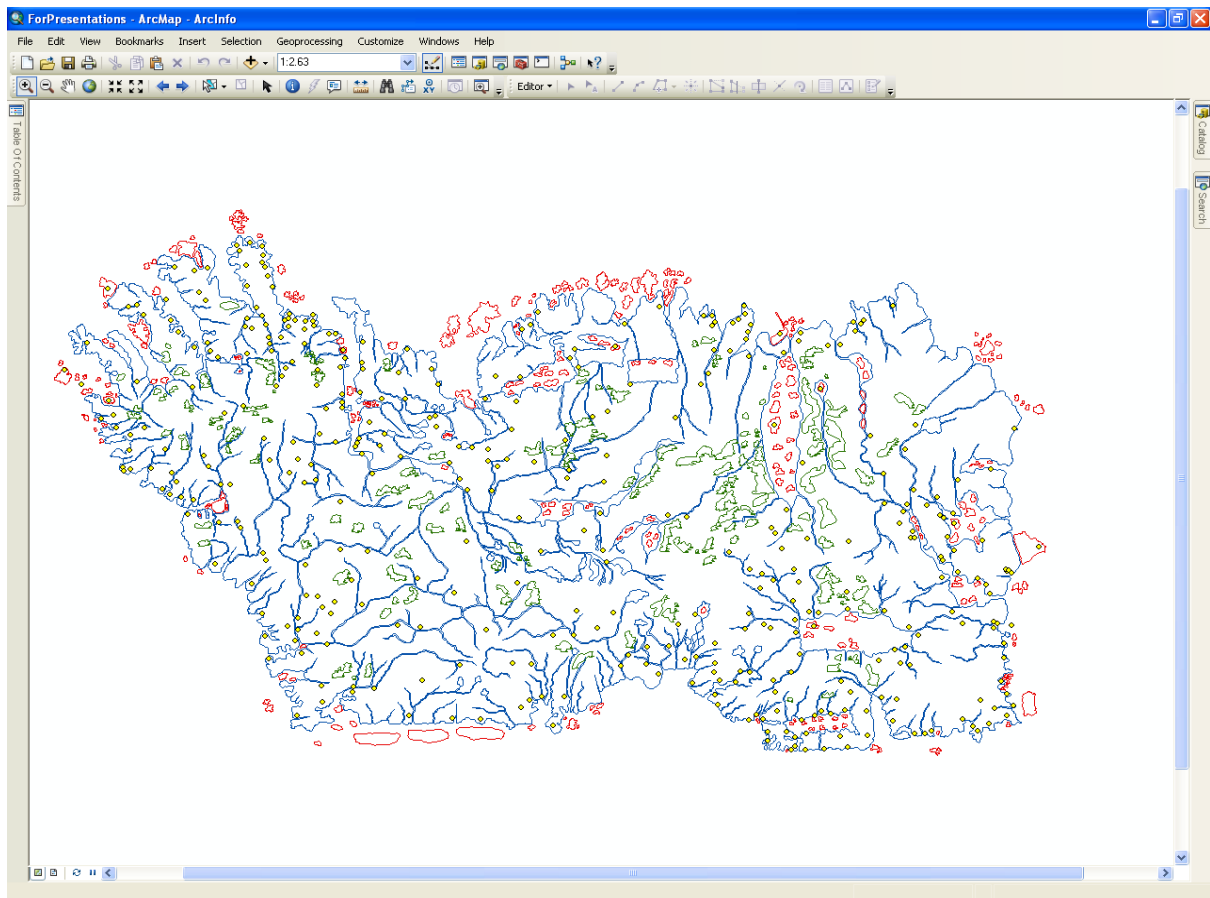 ForPresentations - ArcMap - ArcInfo
File Edit View Bookmarks Insert Selection Geoprocessing Customize Windows Help
1:2.63
Editor
Table Of Contents
Catalog
Search